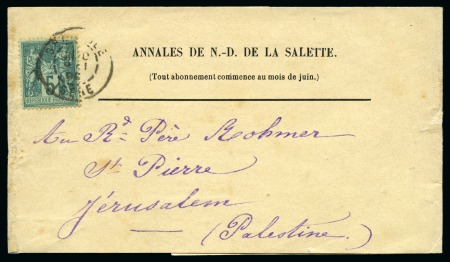 ANNALES DE N.-D. DE LA SALETTE.
(Tout abonnement commence au mois de juin.)
Au Rd Père Rohmer
St Pierre
Jérusalem
(Palestine.)